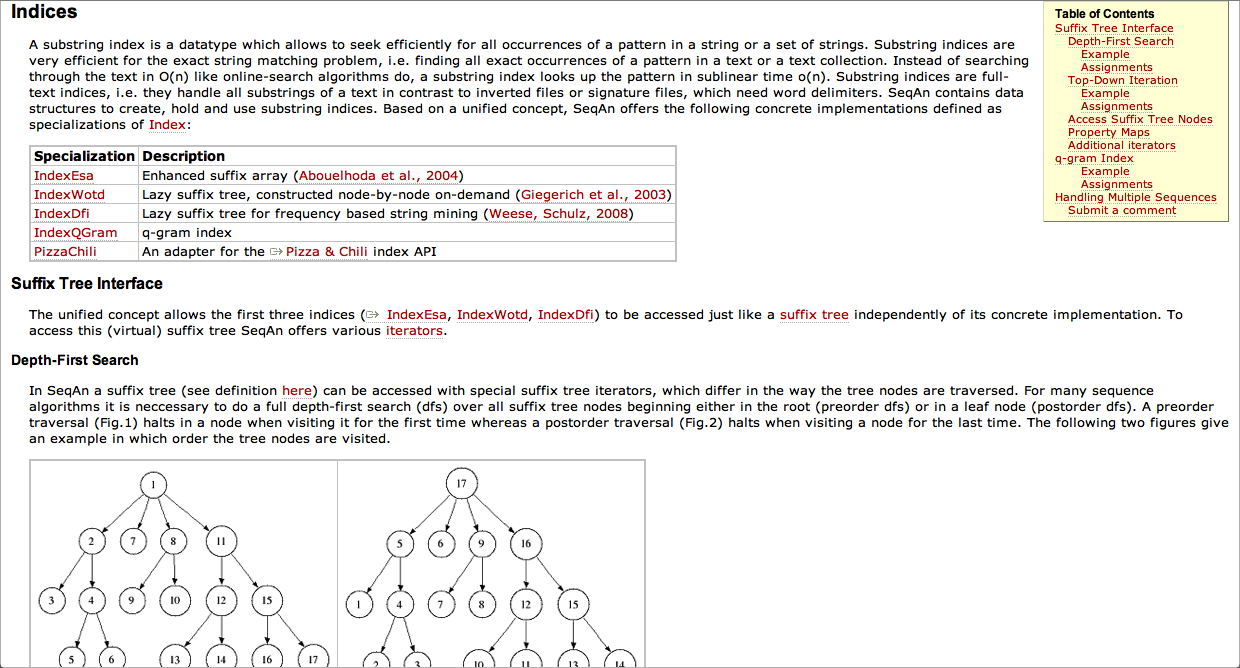 Indices
A substring index is a datatype which allows to seek efficiently for all occurrences of a pattern in a string or a set of strings. Substring indices are
very efficient for the exact string matching problem, i.e. finding all exact occurrences of a pattern in a text or a text collection. Instead of searching
through the text in O(n) like online-search algorithms do, a substring index looks up the pattern in sublinear time o(n). Substring indices are full-
text indices, i.e. they handle all substrings of a text in contrast to inverted files or signature files, which need word delimiters. SeqAn contains data
structures to create, hold and use substring indices. Based on a unified concept, SeqAn offers the following concrete implementations defined as
specializations of Index:
Table of Contents
Suffix Tree Interface
Depth-First Search
Example
Assignments
Top-Down Iteration
Example
Assignments
Access Suffix Tree Nodes
Property Maps
Additional iterators
q-gram Index
Example
Assignments
Handling Multiple Sequences
Submit a comment
Specialization Description
IndexEsa Enhanced suffix array (Abouelhoda et al., 2004)
IndexWotd Lazy suffix tree, constructed node-by-node on-demand (Giegerich et al., 2003)
IndexDfi Lazy suffix tree for frequency based string mining (Weese, Schulz, 2008)
IndexQGram q-gram index
PizzaChili An adapter for the Pizza & Chili index API
Suffix Tree Interface
The unified concept allows the first three indices ( IndexEsa, IndexWotd, IndexDfi) to be accessed just like a suffix tree independently of its concrete implementation. To
access this (virtual) suffix tree SeqAn offers various iterators.
Depth-First Search
In SeqAn a suffix tree (see definition here) can be accessed with special suffix tree iterators, which differ in the way the tree nodes are traversed. For many sequence
algorithms it is neccessary to do a full depth-first search (dfs) over all suffix tree nodes beginning either in the root (preorder dfs) or in a leaf node (postorder dfs). A preorder
traversal (Fig.1) halts in a node when visiting it for the first time whereas a postorder traversal (Fig.2) halts when visiting a node for the last time. The following two figures give
an example in which order the tree nodes are visited.
1
2 7 8 11
3 4 9 10 12 15
5 6 13 14 16 17
17
5 6 9 16
1 4 7 8 12 15
2 3 10 11 13 14